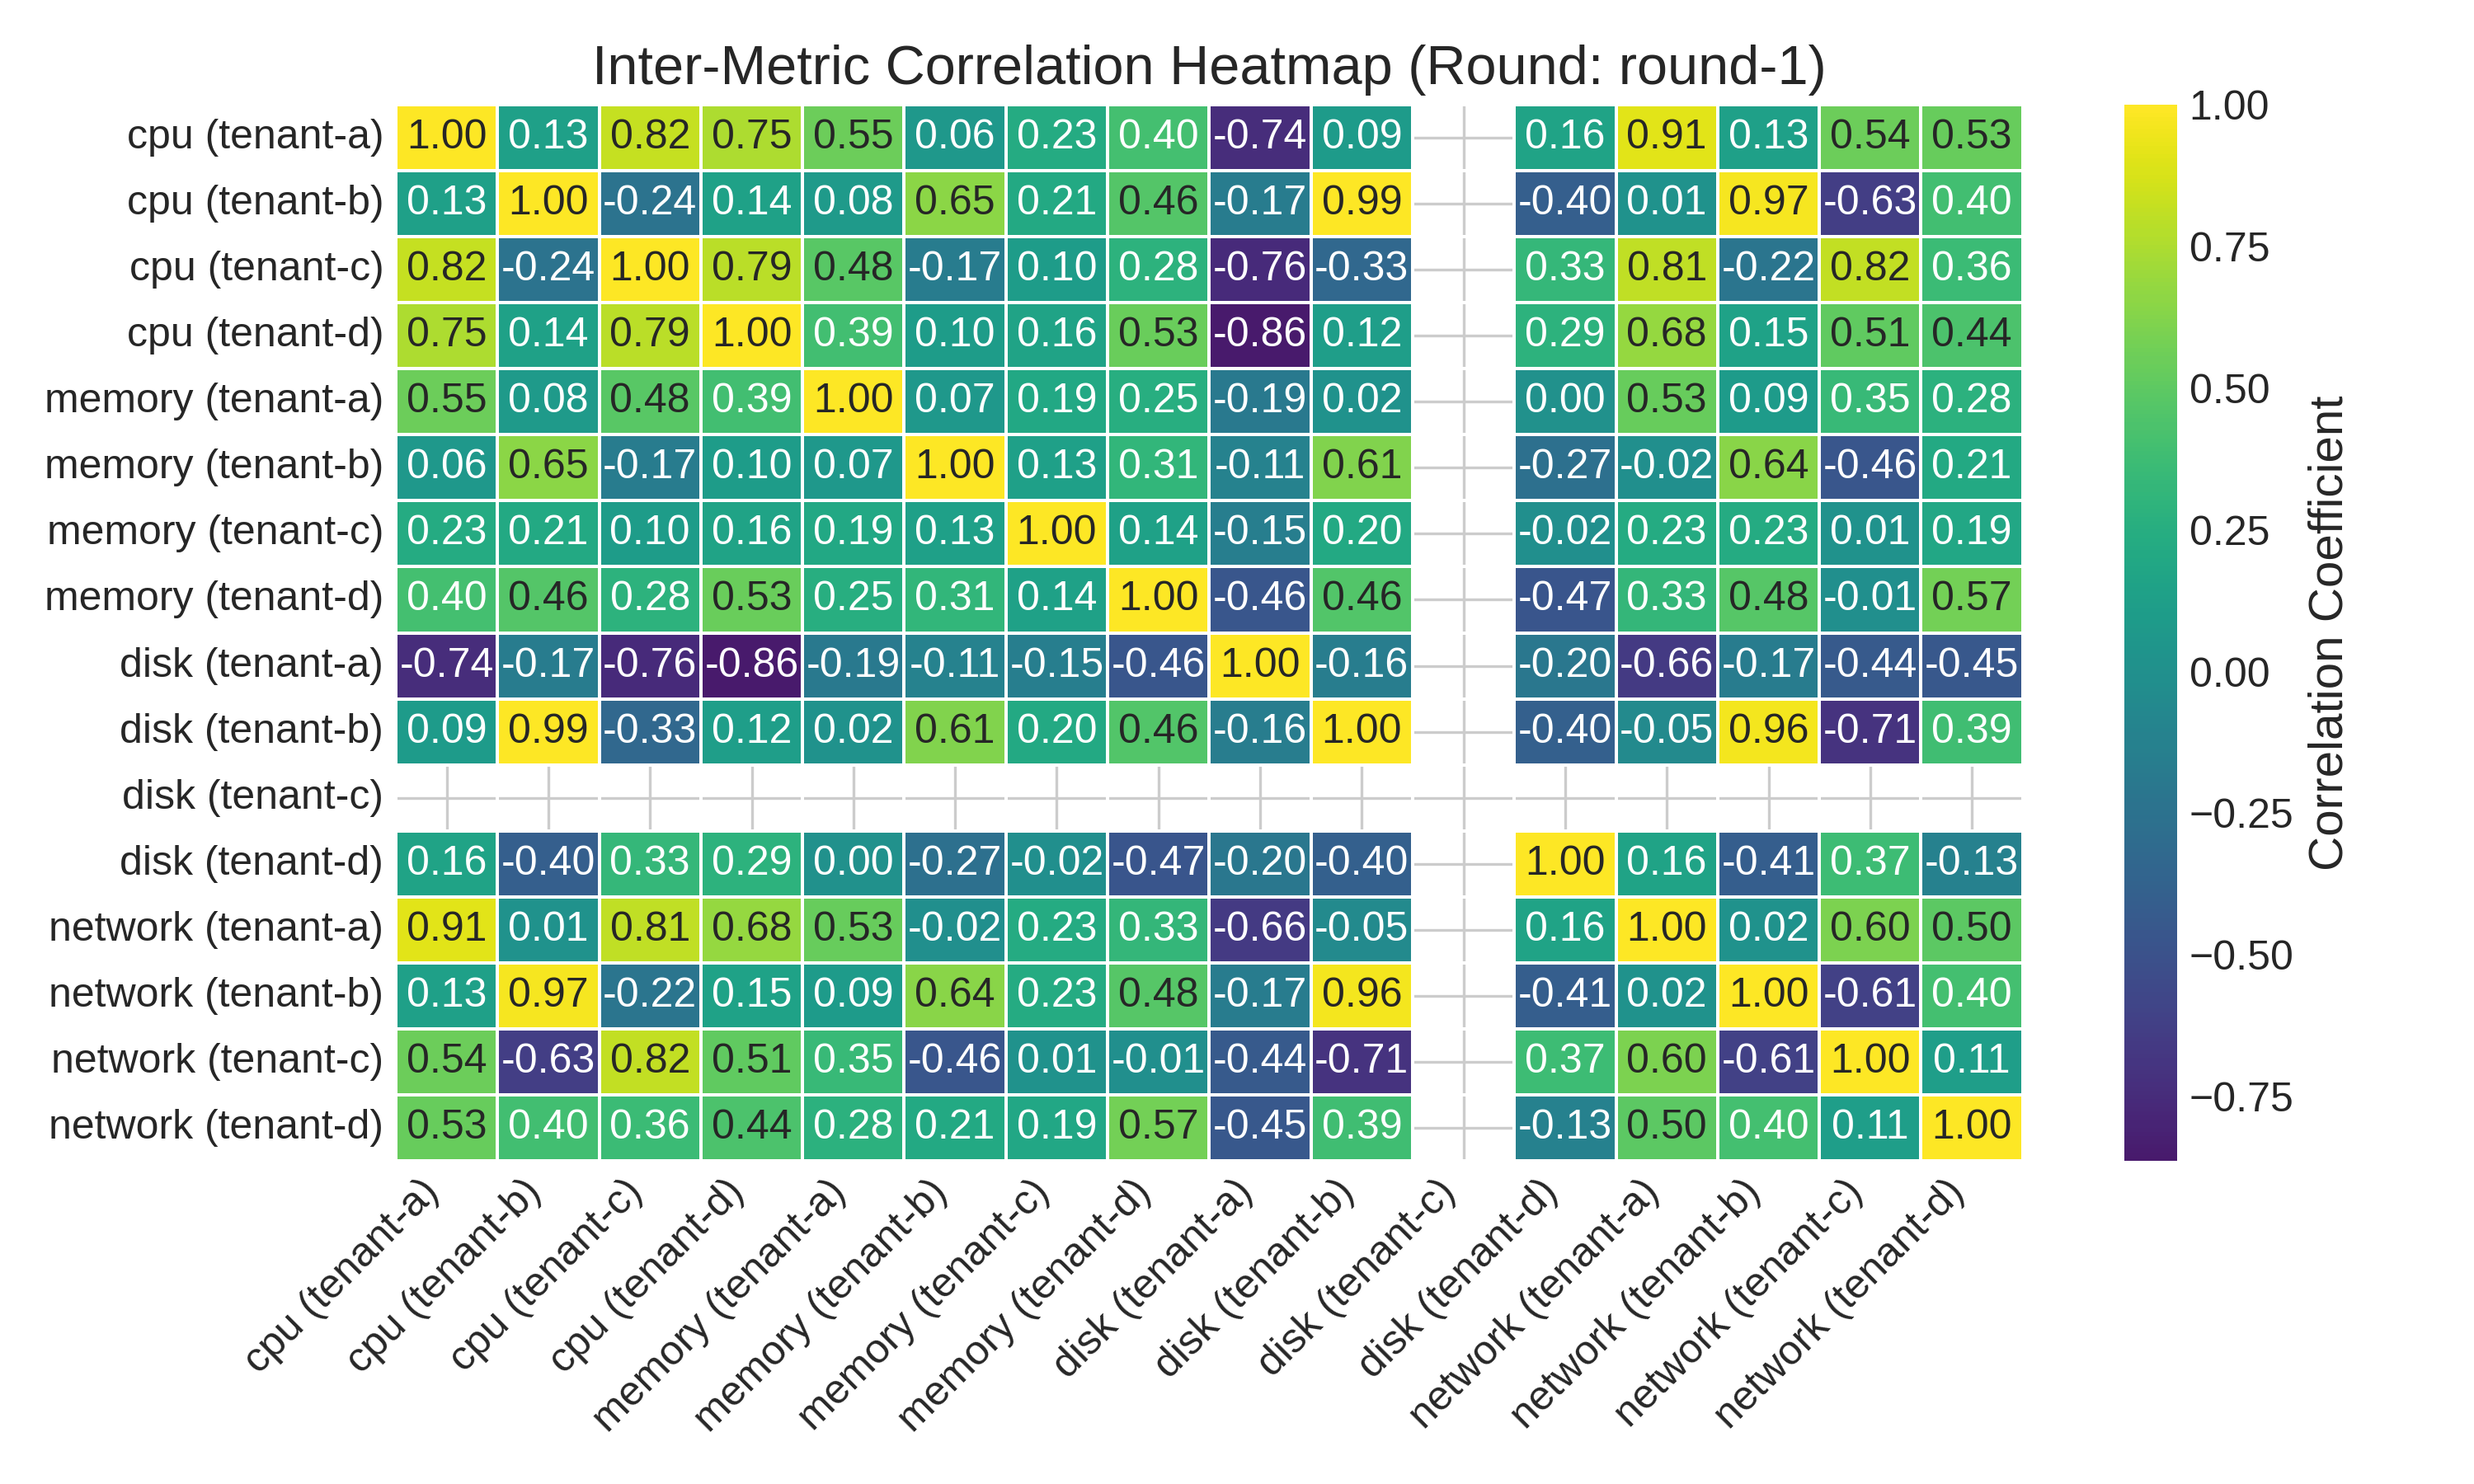 Inter-Metric Correlation Heatmap (Round: round-1)
cpu (tenant-a) 1.00 0.13 0.82 0.75 0.55 0.06 0.23 0.40 -0.74 0.09 0.16 0.91 0.13 0.54 0.53
cpu (tenant-b) 0.13 1.00 -0.24 0.14 0.08 0.65 0.21 0.46 -0.17 0.99 -0.40 0.01 0.97 -0.63 0.40
cpu (tenant-c) 0.82 -0.24 1.00 0.79 0.48 -0.17 0.10 0.28 -0.76 -0.33 0.33 0.81 -0.22 0.82 0.36
cpu (tenant-d) 0.75 0.14 0.79 1.00 0.39 0.10 0.16 0.53 -0.86 0.12 0.29 0.68 0.15 0.51 0.44
memory (tenant-a) 0.55 0.08 0.48 0.39 1.00 0.07 0.19 0.25 -0.19 0.02 0.00 0.53 0.09 0.35 0.28
memory (tenant-b) 0.06 0.65 -0.17 0.10 0.07 1.00 0.13 0.31 -0.11 0.61 -0.27 -0.02 0.64 -0.46 0.21
memory (tenant-c) 0.23 0.21 0.10 0.16 0.19 0.13 1.00 0.14 -0.15 0.20 -0.02 0.23 0.23 0.01 0.19
memory (tenant-d) 0.40 0.46 0.28 0.53 0.25 0.31 0.14 1.00 -0.46 0.46 -0.47 0.33 0.48 -0.01 0.57
disk (tenant-a) -0.74 -0.17 -0.76 -0.86 -0.19 -0.11 -0.15 -0.46 1.00 -0.16 -0.20 -0.66 -0.17 -0.44 -0.45
disk (tenant-b) 0.09 0.99 -0.33 0.12 0.02 0.61 0.20 0.46 -0.16 1.00 -0.40 -0.05 0.96 -0.71 0.39
disk (tenant-c)
disk (tenant-d) 0.16 -0.40 0.33 0.29 0.00 -0.27 -0.02 -0.47 -0.20 -0.40 1.00 0.16 -0.41 0.37 -0.13
network (tenant-a) 0.91 0.01 0.81 0.68 0.53 -0.02 0.23 0.33 -0.66 -0.05 0.16 1.00 0.02 0.60 0.50
network (tenant-b) 0.13 0.97 -0.22 0.15 0.09 0.64 0.23 0.48 -0.17 0.96 -0.41 0.02 1.00 -0.61 0.40
network (tenant-c) 0.54 -0.63 0.82 0.51 0.35 -0.46 0.01 -0.01 -0.44 -0.71 0.37 0.60 -0.61 1.00 0.11
network (tenant-d) 0.53 0.40 0.36 0.44 0.28 0.21 0.19 0.57 -0.45 0.39 -0.13 0.50 0.40 0.11 1.00
cpu (tenant-a)
cpu (tenant-b)
cpu (tenant-c)
cpu (tenant-d)
memory (tenant-a)
memory (tenant-b)
memory (tenant-c)
memory (tenant-d)
disk (tenant-a)
disk (tenant-b)
disk (tenant-c)
disk (tenant-d)
network (tenant-a)
network (tenant-b)
network (tenant-c)
network (tenant-d)
1.00
0.75
0.50
0.25
0.00
−0.25
−0.50
−0.75
Correlation Coefficient